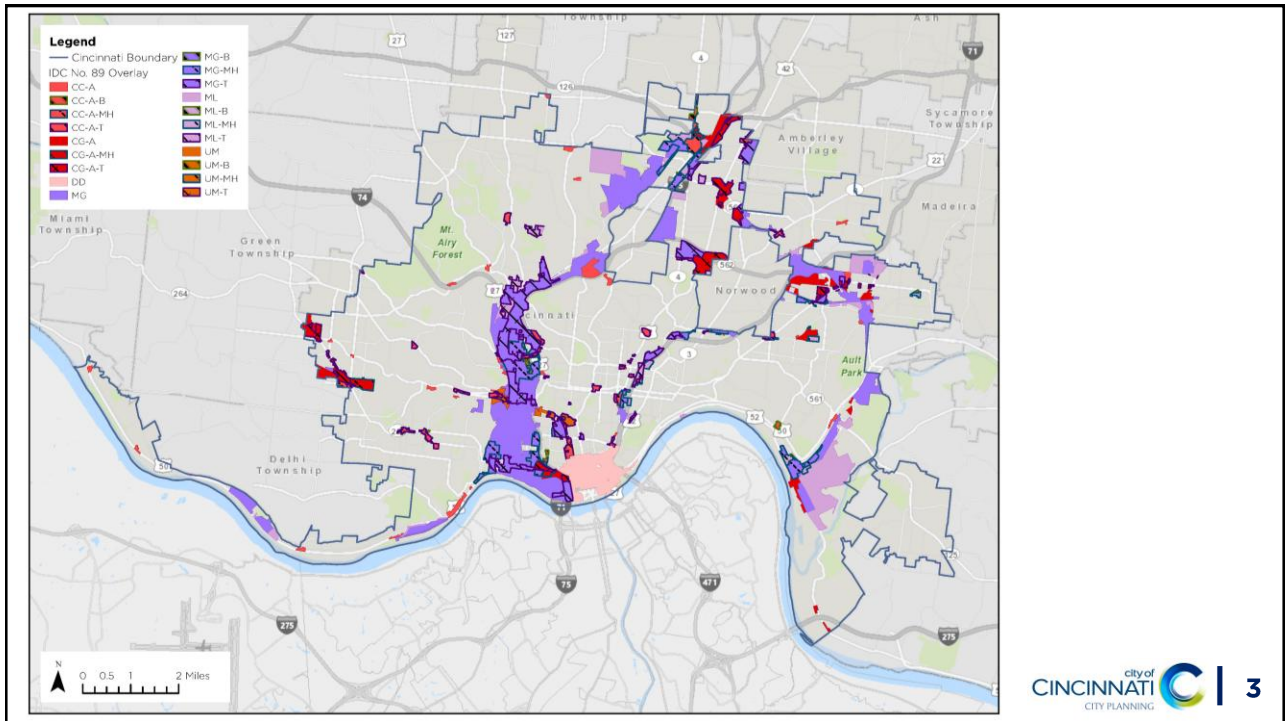 Township
Ash
27
127
4
71
42
126
Legend
Cincinnati Boundary
IDC No. 89 Overlay
CC-A
CC-A-B
CC-A-MH
CC-A-T
CG-A
CG-A-MH
CG-A-T
DD
MG
MG-B
MG-MH
MG-T
ML
ML-B
ML-MH
ML-T
UM
UM-B
UM-MH
UM-T
Sycamore
Township
Amberley
Village
22
74
Madeira
Miami
Township
Green
Township
Mt.
Airy
Forest
562
4
264
27
Norwood
cinnati
3
Ault
Park
561
52
50
Delhi
Township
50
27
71
75
471
275
275
N
0 0.5 1 2 Miles
city of
CINCINNATI
CITY PLANNING
3